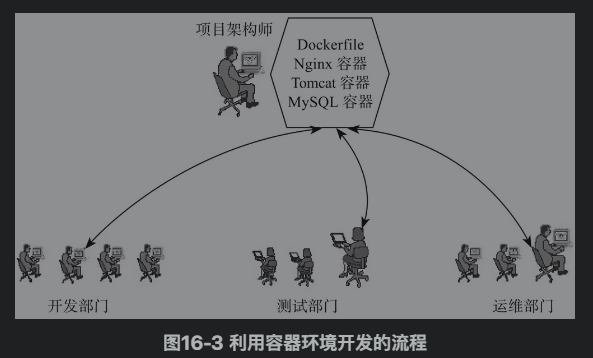 项目架构师
Dockerfile
Nginx 容器
Tomcat 容器
MySQL 容器
开发部门
测试部门
运维部门
图16-3 利用容器环境开发的流程